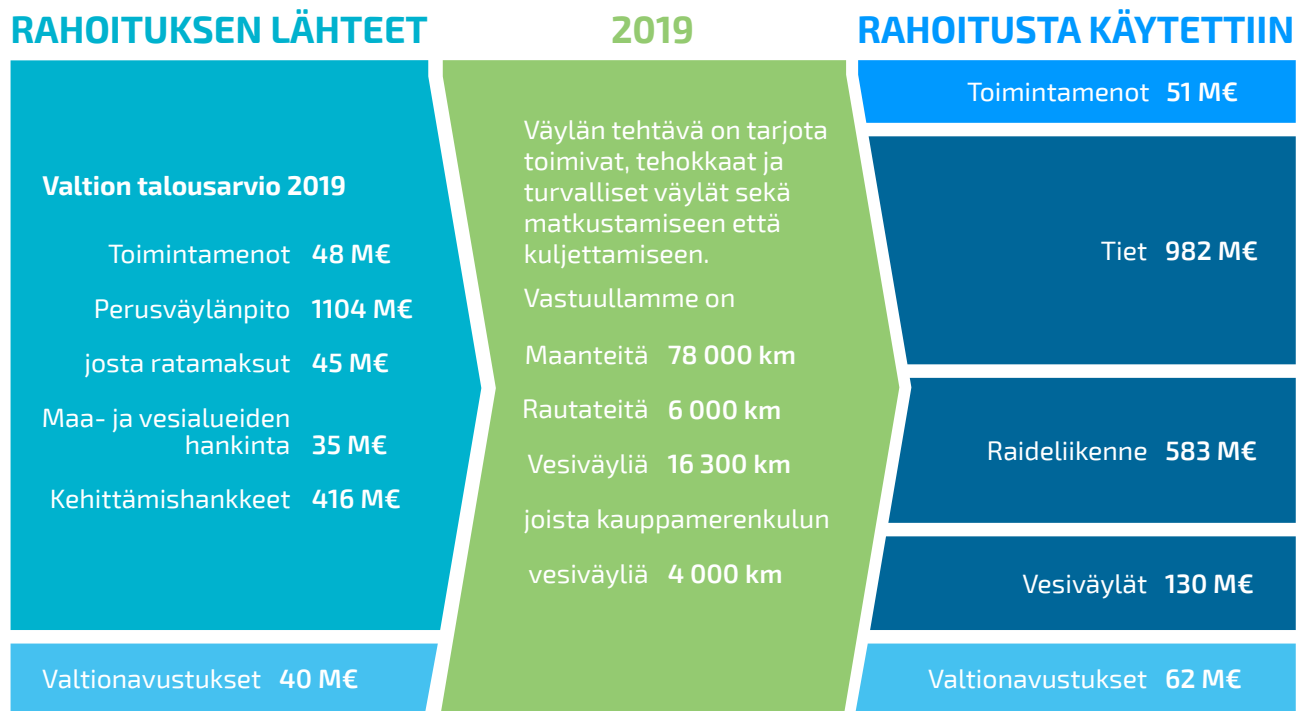 RAHOITUKSEN LÄHTEET
Valtion talousarvio 2019
Toimintamenot 48 M€
Perusväylänpito 1104 M€
josta ratamaksut 45 M€
Maa- ja vesialueiden
hankinta 35 M€
Kehittämishankkeet 416 M€
Valtionavustukset 40 M€
2019
Väylän tehtävä on tarjota
toimivat, tehokkaat ja
turvalliset väylät sekä
matkustamiseen että
kuljettamiseen.
Vastuullamme on
Maanteitä 78 000 km
Rautateitä 6 000 km
Vesiväyliä 16 300 km
joista kauppamerenkulun
vesiväyliä 4 000 km
RAHOITUSTA KÄYTETTIIN
Toimintamenot 51 M€
Tiet 982 M€
Raideliikenne 583 M€
Vesiväylät 130 M€
Valtionavustukset 62 M€